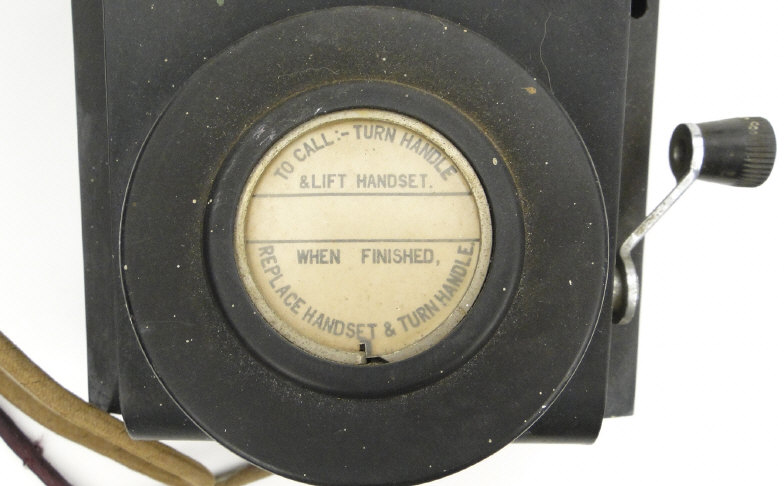 TO CALL:- TURN HANDLE
& LIFT HANDSET.
WHEN FINISHED,
REPLACE HANDSET & TURN HANDLE.